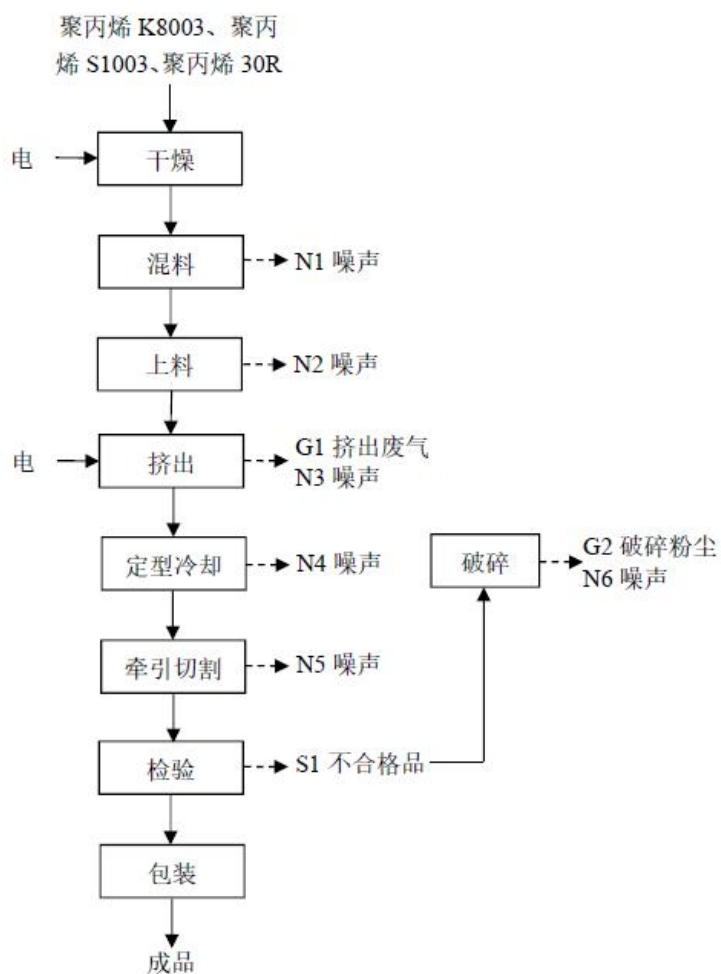 聚丙烯 K8003、聚丙
烯 S1003、聚丙烯 30R
电
干燥
混料
N1 噪声
上料
N2 噪声
电
挤出
G1 挤出废气
N3 噪声
定型冷却
N4 噪声
破碎
G2 破碎粉尘
N6 噪声
牵引切割
N5 噪声
检验
S1 不合格品
包装
成品